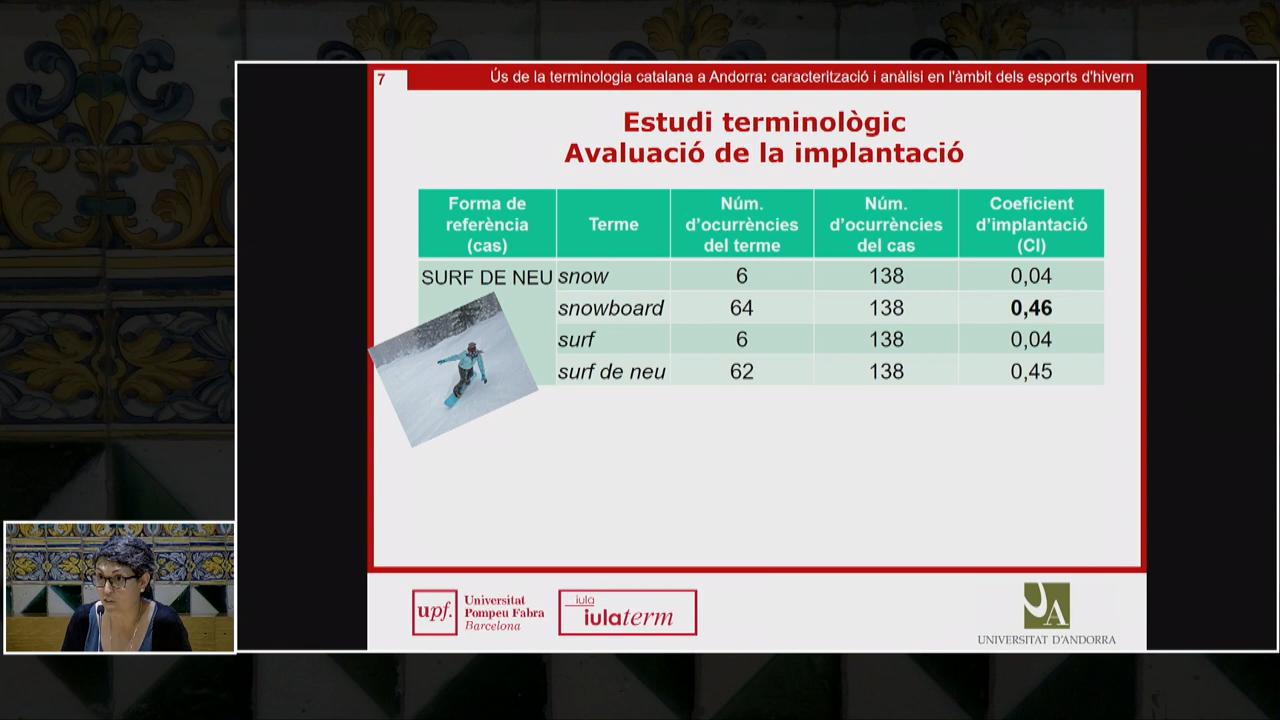 7
Ús de la terminologia catalana a Andorra: caracterització i anàlisi en l'àmbit dels esports d'hivern
Estudi terminològic
Avaluació de la implantació
Forma de referència (cas) Terme Núm. d'ocurrències del terme Núm. d'ocurrències del cas Coeficient d'implantació (CI)
SURF DE NEU snow 6 138 0,04
snowboard 64 138 0,46
surf 6 138 0,04
surf de neu 62 138 0,45
upf. Universitat
Pompeu Fabra
Barcelona
iula
iulaterm
UA
UNIVERSITAT D'ANDORRA